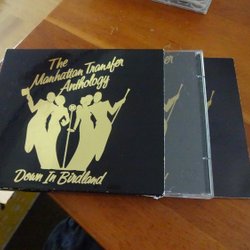 The
Manhattan Transfer
Anthology
Down In Birdland